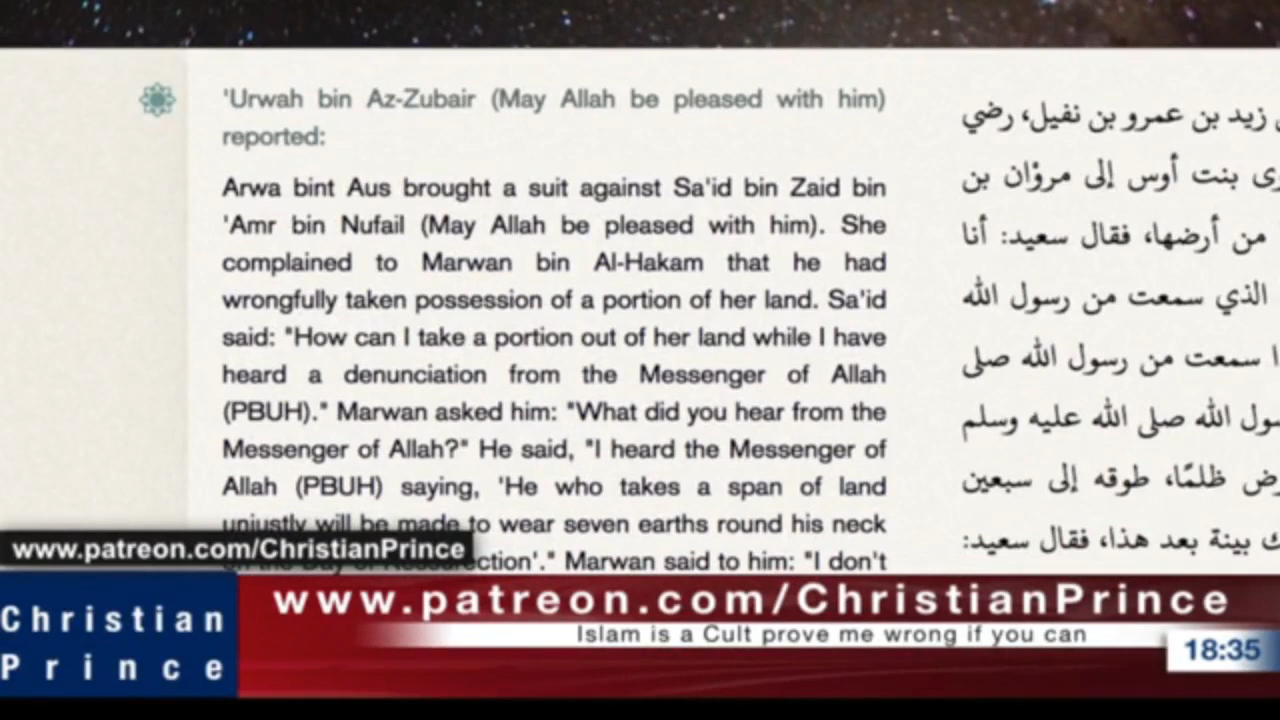 'Urwah bin Az-Zubair (May Allah be pleased with him)
reported:
Arwa bint Aus brought a suit against Sa'id bin Zaid bin
'Amr bin Nufail (May Allah be pleased with him). She
complained to Marwan bin Al-Hakam that he had
wrongfully taken possession of a portion of her land. Sa'id
said: "How can I take a portion out of her land while I have
heard a denunciation from the Messenger of Allah
(PBUH)." Marwan asked him: "What did you hear from the
Messenger of Allah?" He said, "I heard the Messenger of
Allah (PBUH) saying, 'He who takes a span of land
unjustly will be made to wear seven earths round his neck
on the Day of Resurrection'." Marwan said to him: "I don't
زيد بن عمرو بن نفيل، رضي
بنت أوس إلى مروان بن
من أرضها، فقال سعيد: أنا
الذي سمعت من رسول الله
سمعت من رسول الله صلى
الله صلى الله عليه وسلم
ظلمًا، طوقه إلى سبعين
بينة بعد هذا، فقال سعيد:
www.patreon.com/ChristianPrince
Christian
Prince
www.patreon.com/ChristianPrince
Islam is a Cult prove me wrong if you can
18:35